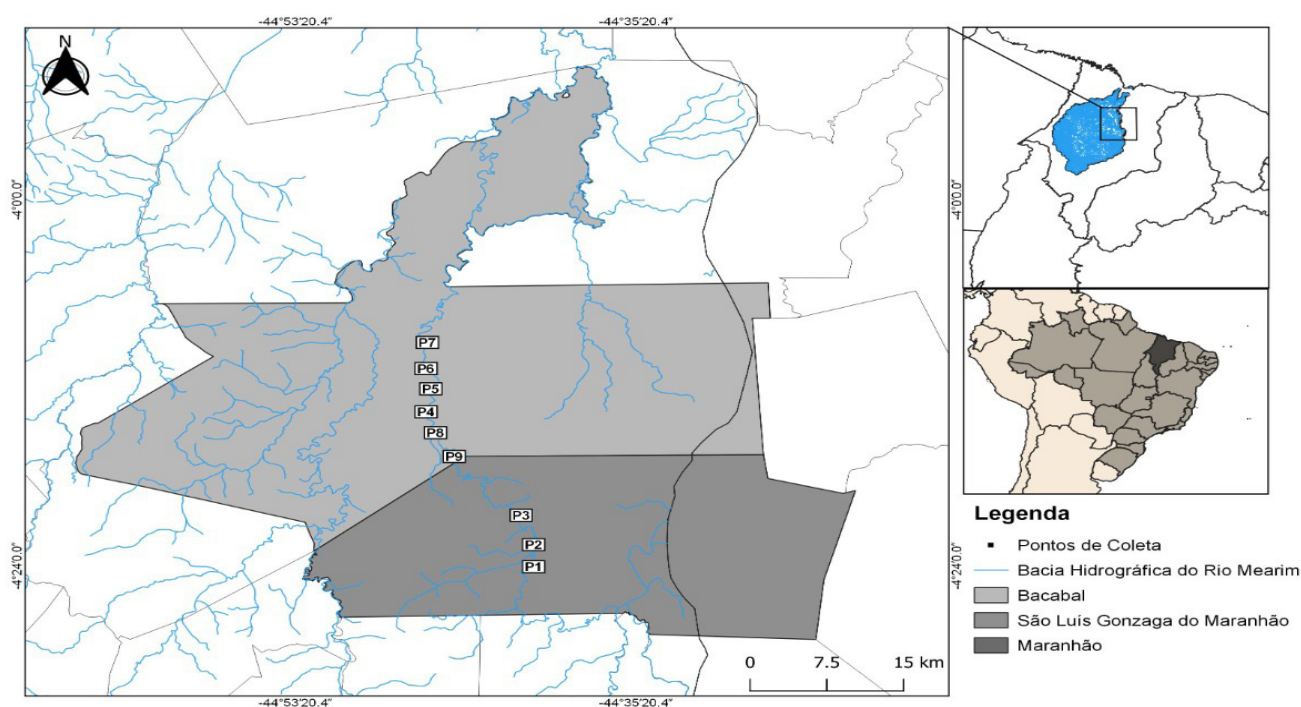 -44°53'20.4"
-44°35'20.4"
N
4°0'0.0"
4°0'0.0"
P7
P6
P5
P4
P8
P9
P3
P2
P1
-4°24'0.0"
-4°24'0.0"
0 7.5 15 km
-44°53'20.4"
-44°35'20.4"
Legenda
Pontos de Coleta
Bacia Hidrográfica do Rio Mearim
Bacabal
São Luís Gonzaga do Maranhão
Maranhão